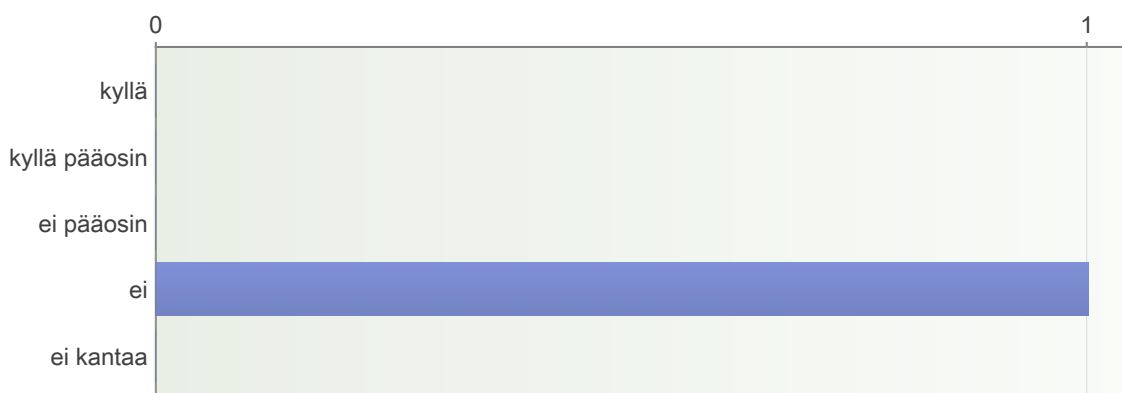 0 1
kyllä
kyllä pääosin
ei pääosin
ei
ei kantaa